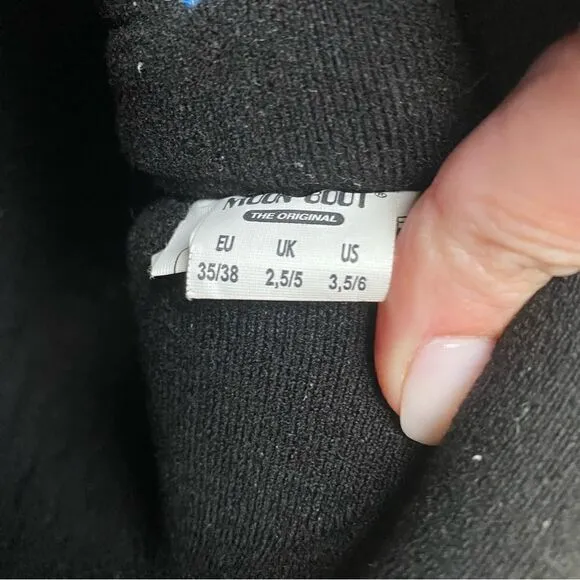 MOON BOOT®
THE ORIGINAL
EU UK US
35/38 2,5/5 3,5/6